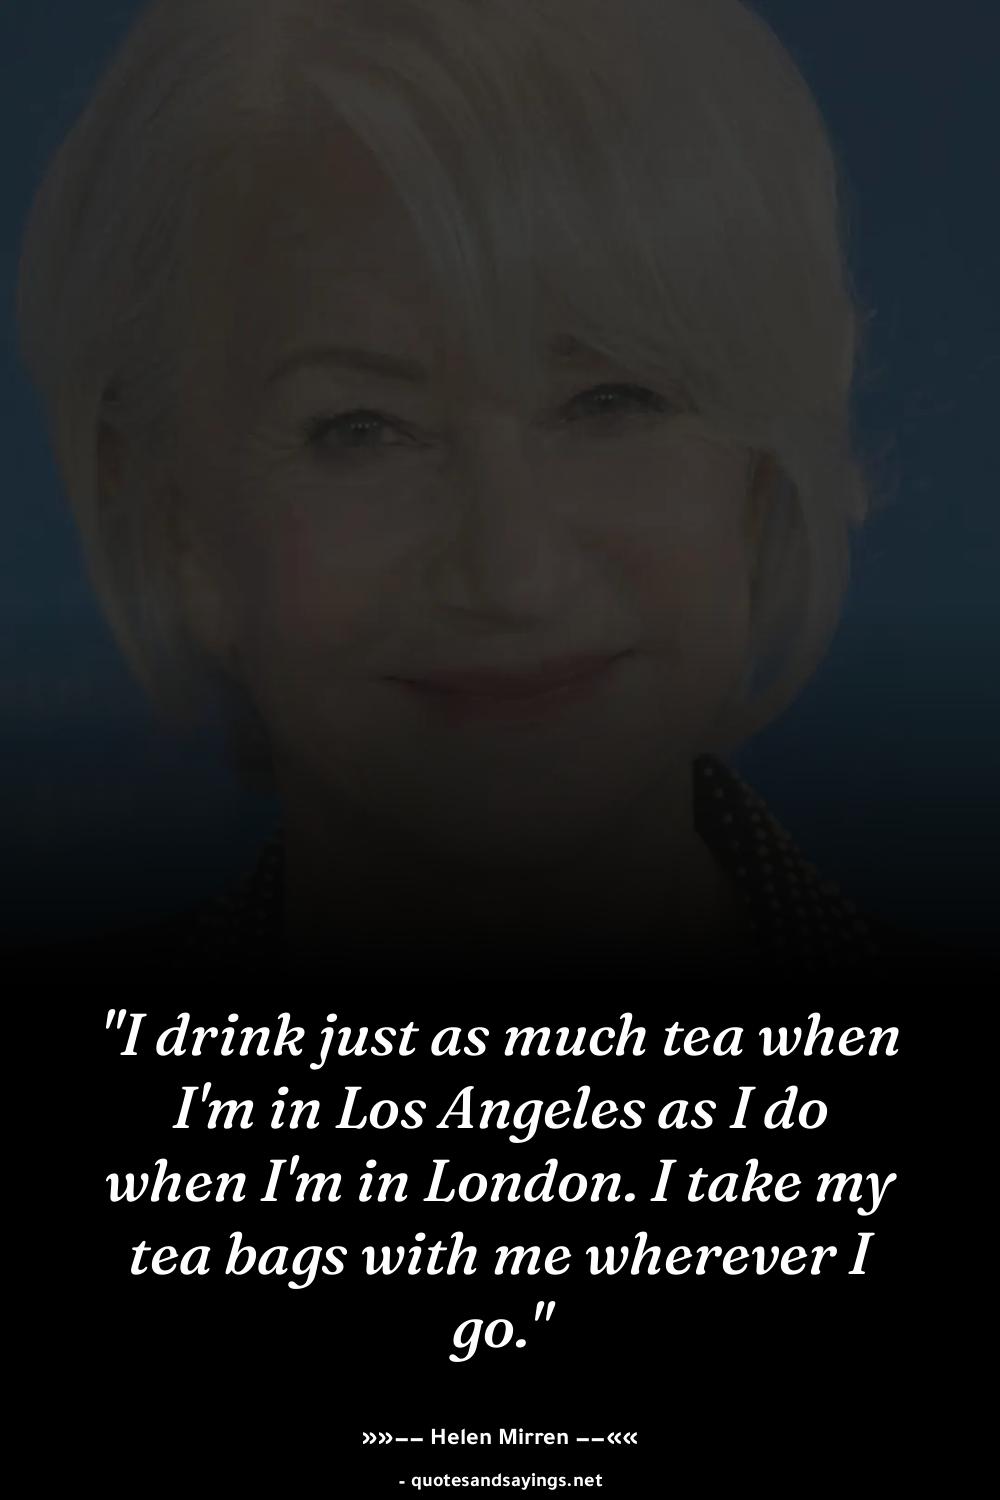 "I drink just as much tea when
I'm in Los Angeles as I do
when I'm in London. I take my
tea bags with me wherever I
go."
»»–– Helen Mirren ––««
- quotesandsayings.net